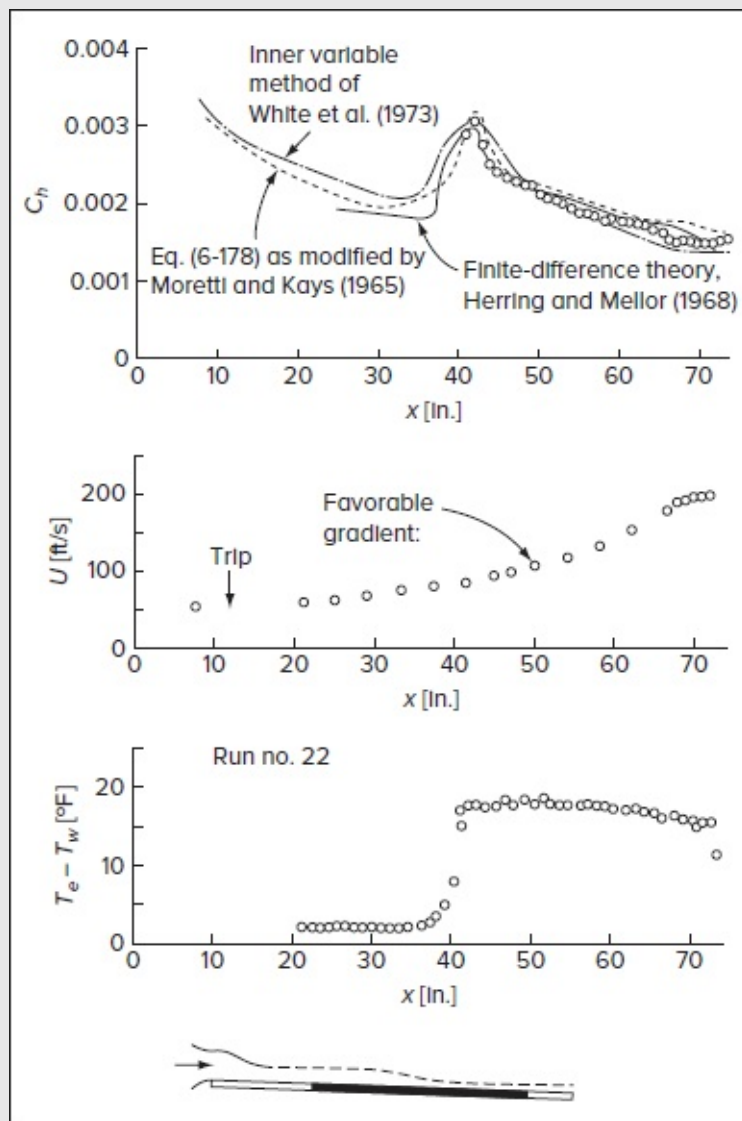 0.004
Inner variable
method of
White et al. (1973)
0.003
C_h
0.002
Eq. (6-178) as modified by
Moretti and Kays (1965)
Finite-difference theory,
Herring and Mellor (1968)
0.001
0
0 10 20 30 40 50 60 70
x [in.]
200
U [ft/s]
Favorable
gradient:
Trip
100
0
0 10 20 30 40 50 60 70
x [in.]
Run no. 22
20
T_e – T_w [°F]
10
0
0 10 20 30 40 50 60 70
x [in.]